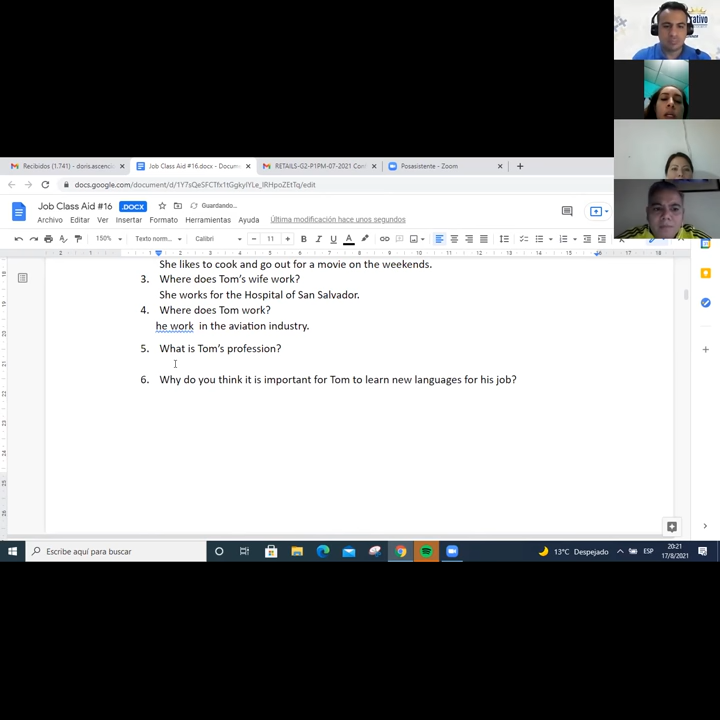 rativo
Recibidos (1.741) - doris.ascenci
Job Class Aid #16.docx - Docum
RETAILS-G2-P1PM-07-2021 Con
Posasistente - Zoom
docs.google.com/document/d/1Y7sQeSFCTfx1tGgkyIYLe_lRHpoZEtTq/edit
Job Class Aid #16 .DOCX Guardando...
Archivo Editar Ver Insertar Formato Herramientas Ayuda Última modificación hace unos segundos
150% Texto norm... Calibri 11
She likes to cook and go out for a movie on the weekends.
3. Where does Tom's wife work?
She works for the Hospital of San Salvador.
4. Where does Tom work?
he work in the aviation industry.
5. What is Tom's profession?
6. Why do you think it is important for Tom to learn new languages for his job?
Escribe aquí para buscar
13°C Despejado
ESP
20:21
17/8/2021